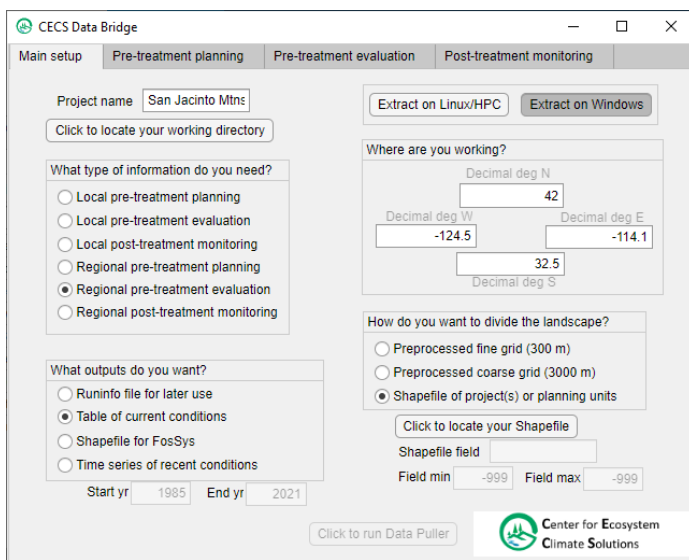 CECS Data Bridge
Main setup Pre-treatment planning Pre-treatment evaluation Post-treatment monitoring
Project name San Jacinto Mtns
Click to locate your working directory
Extract on Linux/HPC Extract on Windows
What type of information do you need?
Local pre-treatment planning
Local pre-treatment evaluation
Local post-treatment monitoring
Regional pre-treatment planning
Regional pre-treatment evaluation
Regional post-treatment monitoring
Where are you working?
Decimal deg N
42
Decimal deg W Decimal deg E
-124.5 -114.1
32.5
Decimal deg S
What outputs do you want?
Runinfo file for later use
Table of current conditions
Shapefile for FosSys
Time series of recent conditions
Start yr 1985 End yr 2021
How do you want to divide the landscape?
Preprocessed fine grid (300 m)
Preprocessed coarse grid (3000 m)
Shapefile of project(s) or planning units
Click to locate your Shapefile
Shapefile field
Field min -999 Field max -999
Click to run Data Puller
Center for Ecosystem
Climate Solutions